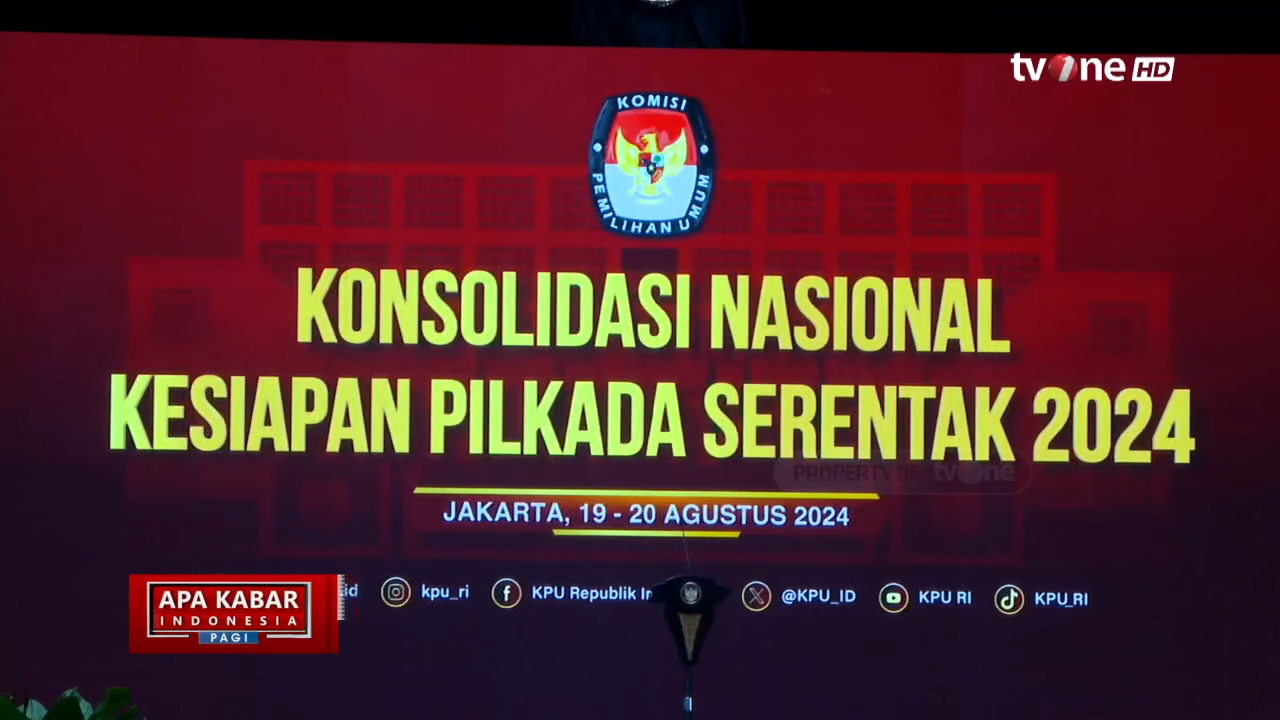 tvOne HD
KOMISI
PEMILIHAN UMUM
KONSOLIDASI NASIONAL
KESIAPAN PILKADA SERENTAK 2024
PROPERTY OF tvOne
JAKARTA, 19 - 20 AGUSTUS 2024
id kpu_ri KPU Republik In @KPU_ID KPU RI KPU_RI
APA KABAR
INDONESIA
PAGI